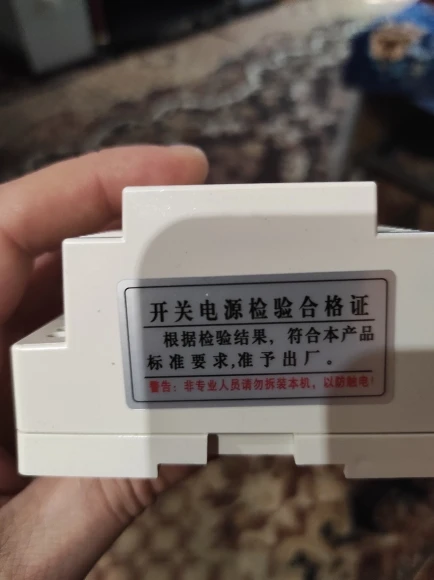 开关电源检验合格证
根据检验结果，符合本产品
标准要求,准予出厂。
警告：非专业人员请勿拆装本机，以防触电！